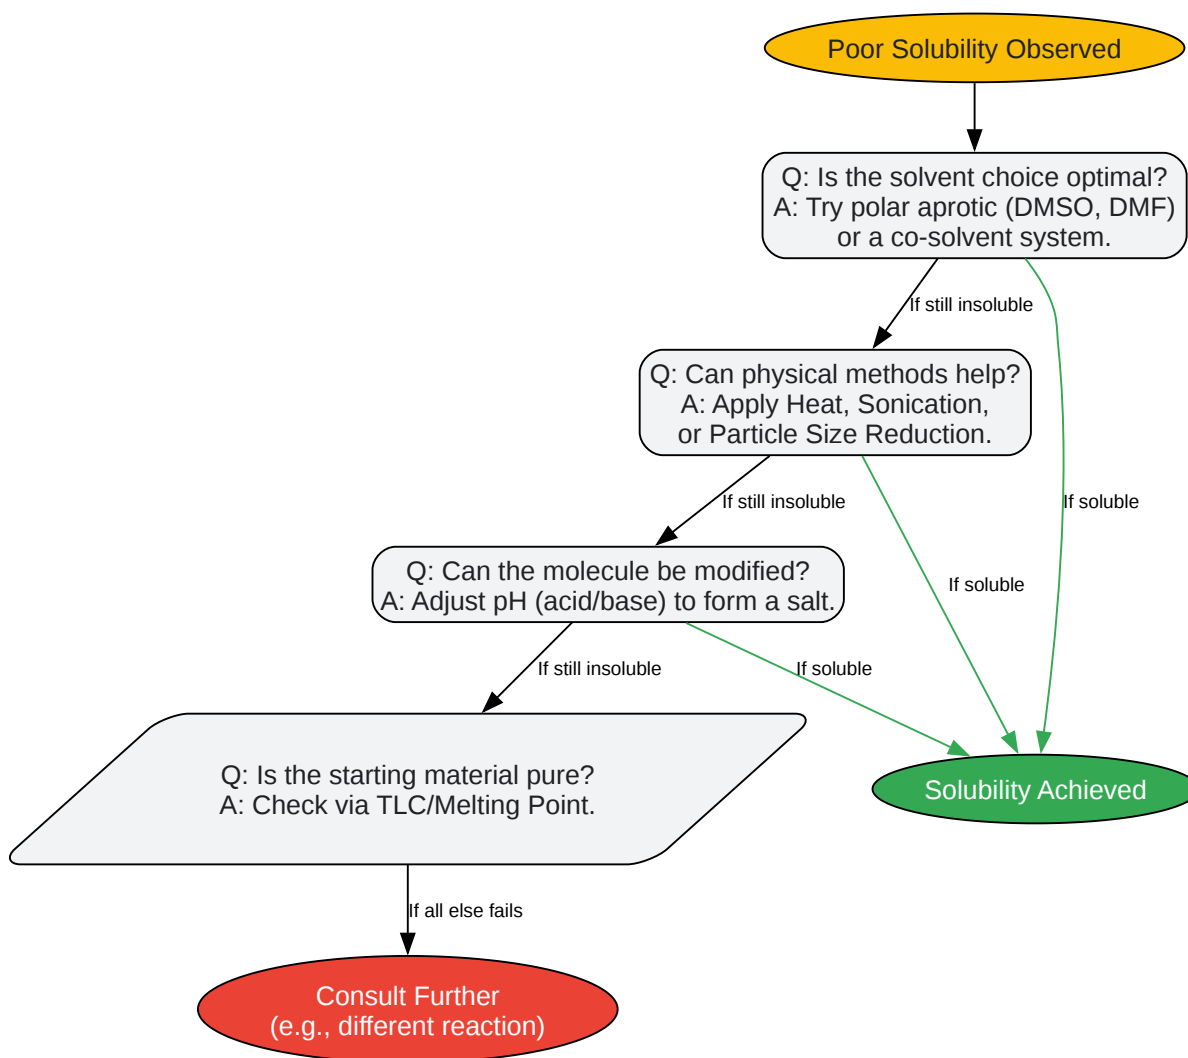 Poor Solubility Observed
Q: Is the solvent choice optimal?
A: Try polar aprotic (DMSO, DMF)
or a co-solvent system.
If still insoluble
Q: Can physical methods help?
A: Apply Heat, Sonication,
or Particle Size Reduction.
If still insoluble
If soluble
Q: Can the molecule be modified?
A: Adjust pH (acid/base) to form a salt.
If soluble
If still insoluble
If soluble
Q: Is the starting material pure?
A: Check via TLC/Melting Point.
Solubility Achieved
If all else fails
Consult Further
(e.g., different reaction)